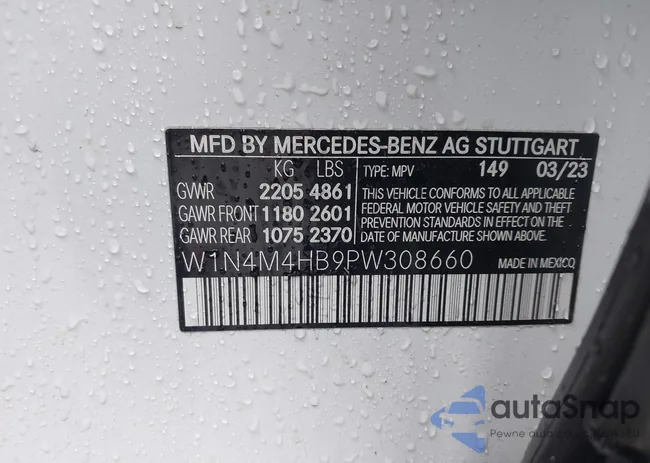 MFD BY MERCEDES-BENZ AG STUTTGART
KG LBS TYPE: MPV 149 03/23
GVWR 2205 4861
GAWR FRONT 1180 2601
GAWR REAR 1075 2370
THIS VEHICLE CONFORMS TO ALL APPLICABLE
FEDERAL MOTOR VEHICLE SAFETY AND THEFT
PREVENTION STANDARDS IN EFFECT ON THE
DATE OF MANUFACTURE SHOWN ABOVE.
W1N4M4HB9PW308660 MADE IN MEXICO
autoSnap
Pewne auto z